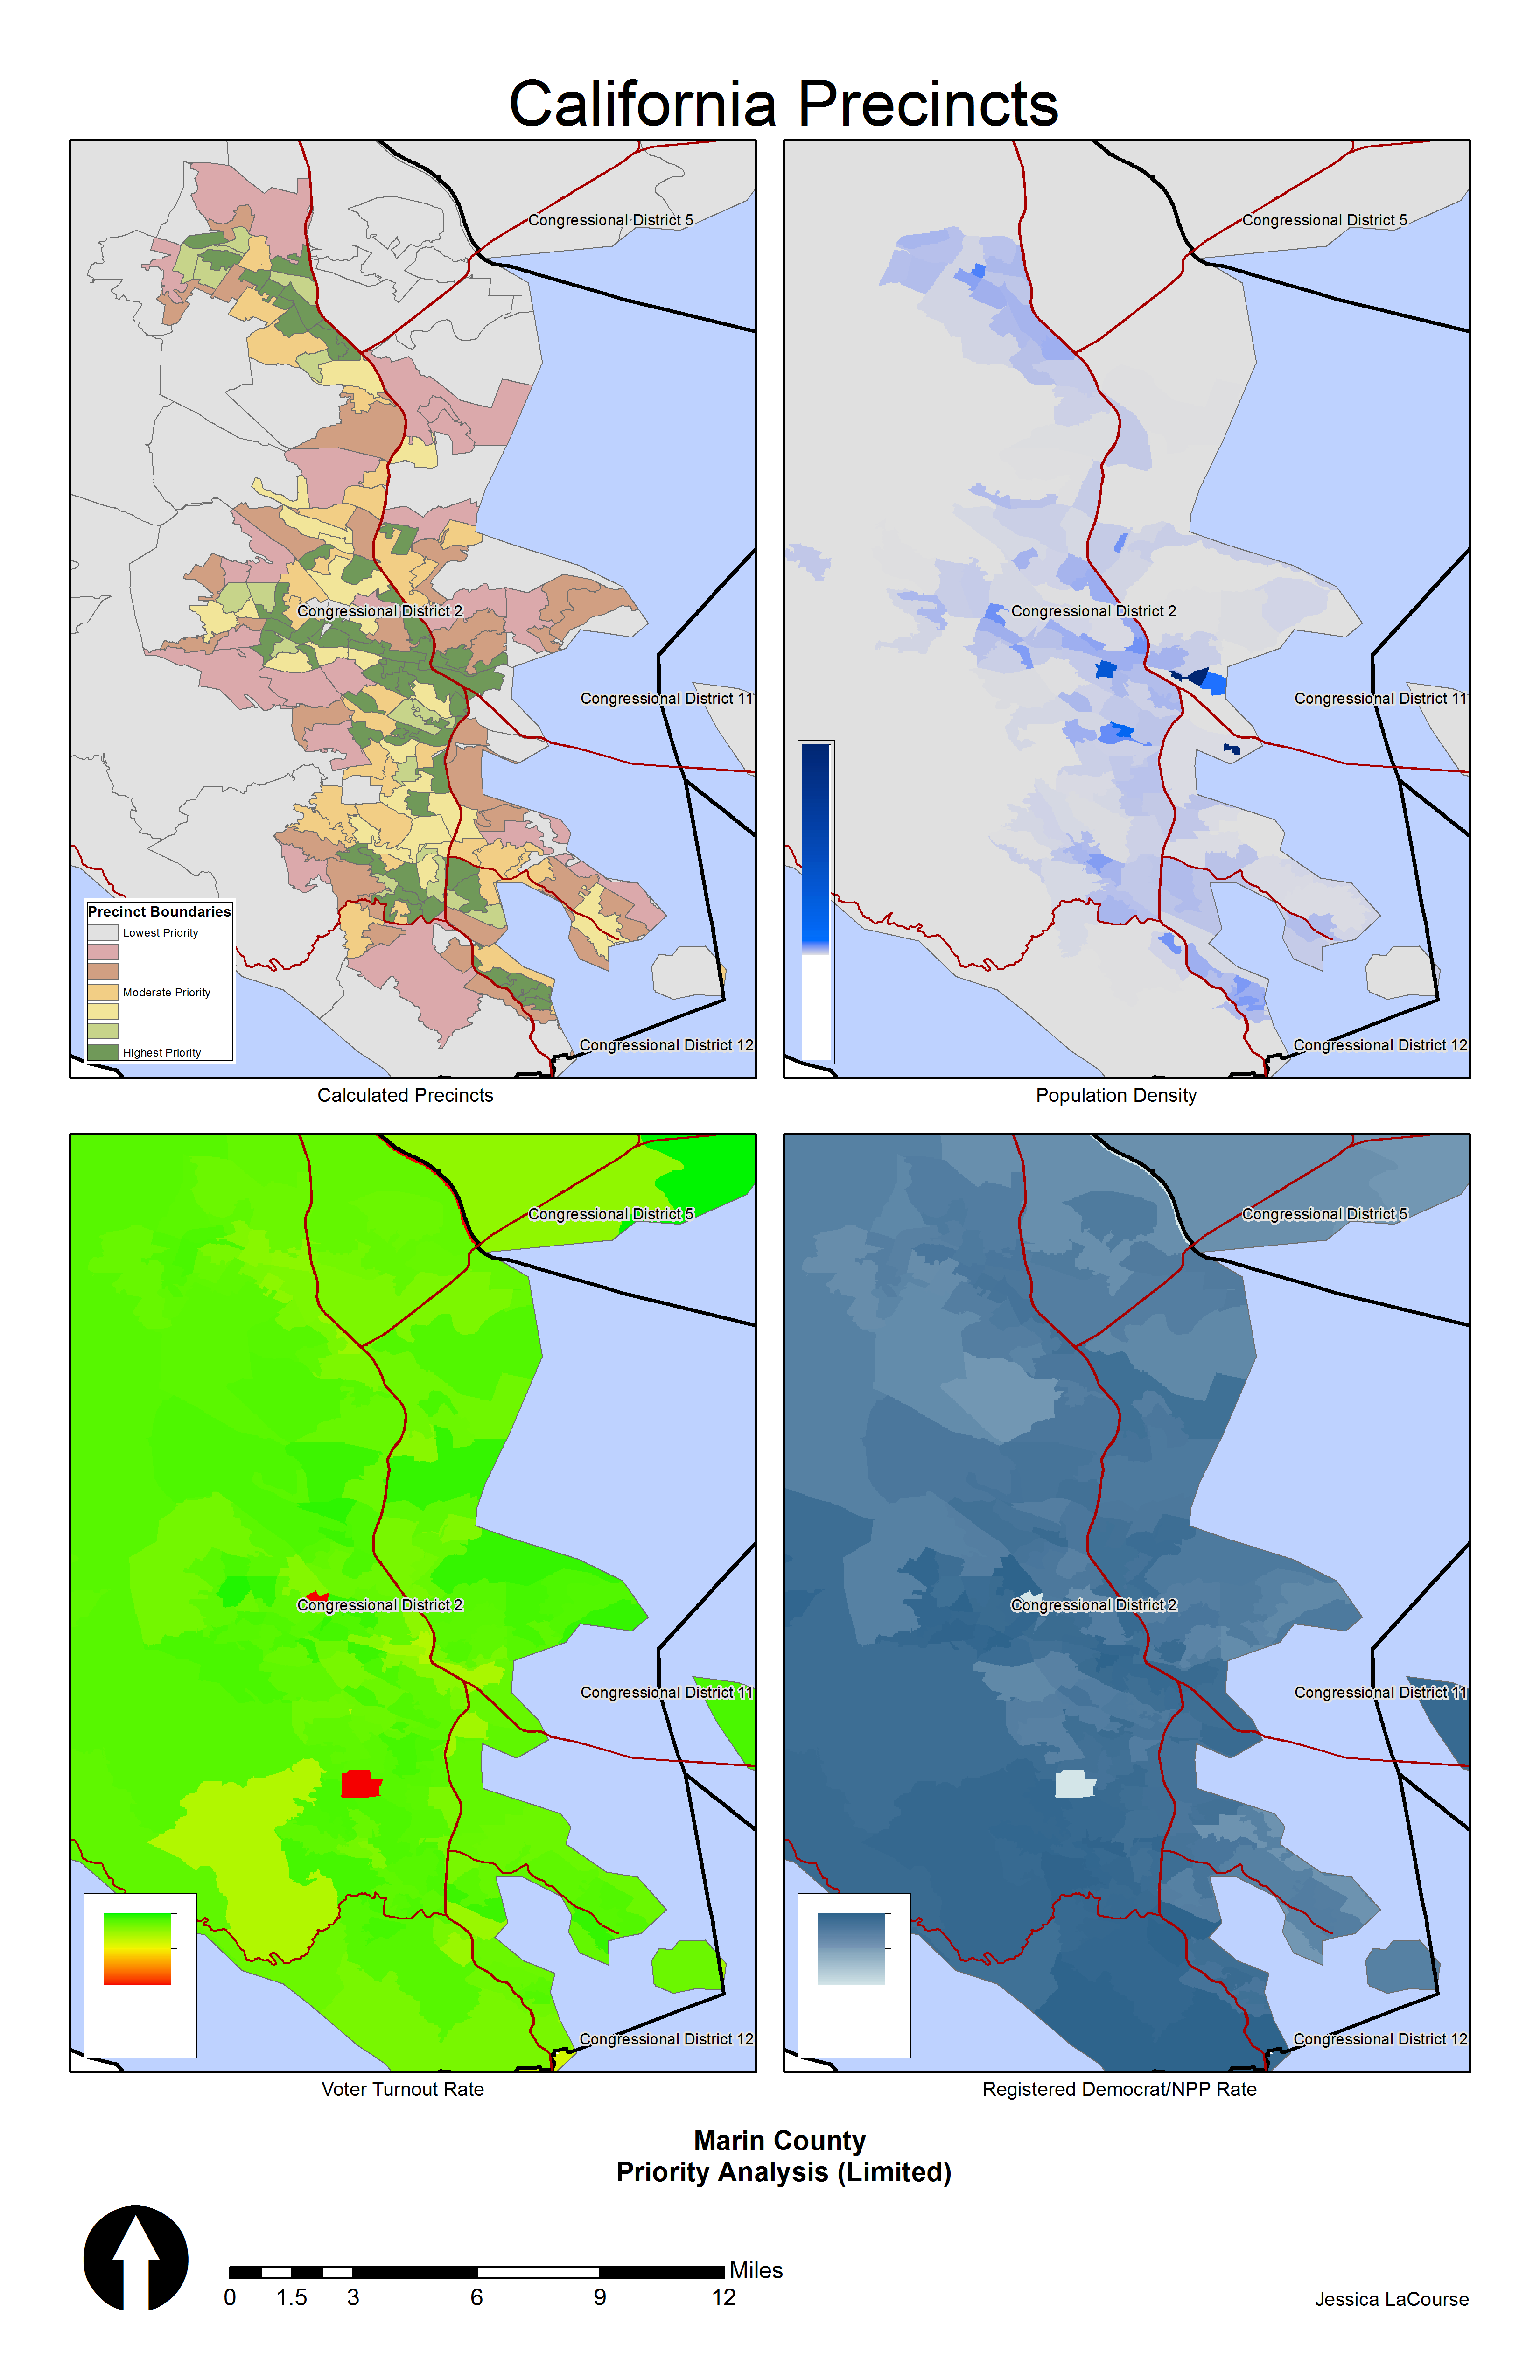 California Precincts
Congressional District 5
Congressional District 5
Congressional District 2
Congressional District 2
Congressional District 11
Congressional District 11
Precinct Boundaries
Lowest Priority
Moderate Priority
Highest Priority
Congressional District 12
Congressional District 12
Calculated Precincts
Population Density
Congressional District 5
Congressional District 5
Congressional District 2
Congressional District 2
Congressional District 11
Congressional District 11
Congressional District 12
Congressional District 12
Voter Turnout Rate
Registered Democrat/NPP Rate
Marin County
Priority Analysis (Limited)
Miles
0 1.5 3 6 9 12
Jessica LaCourse